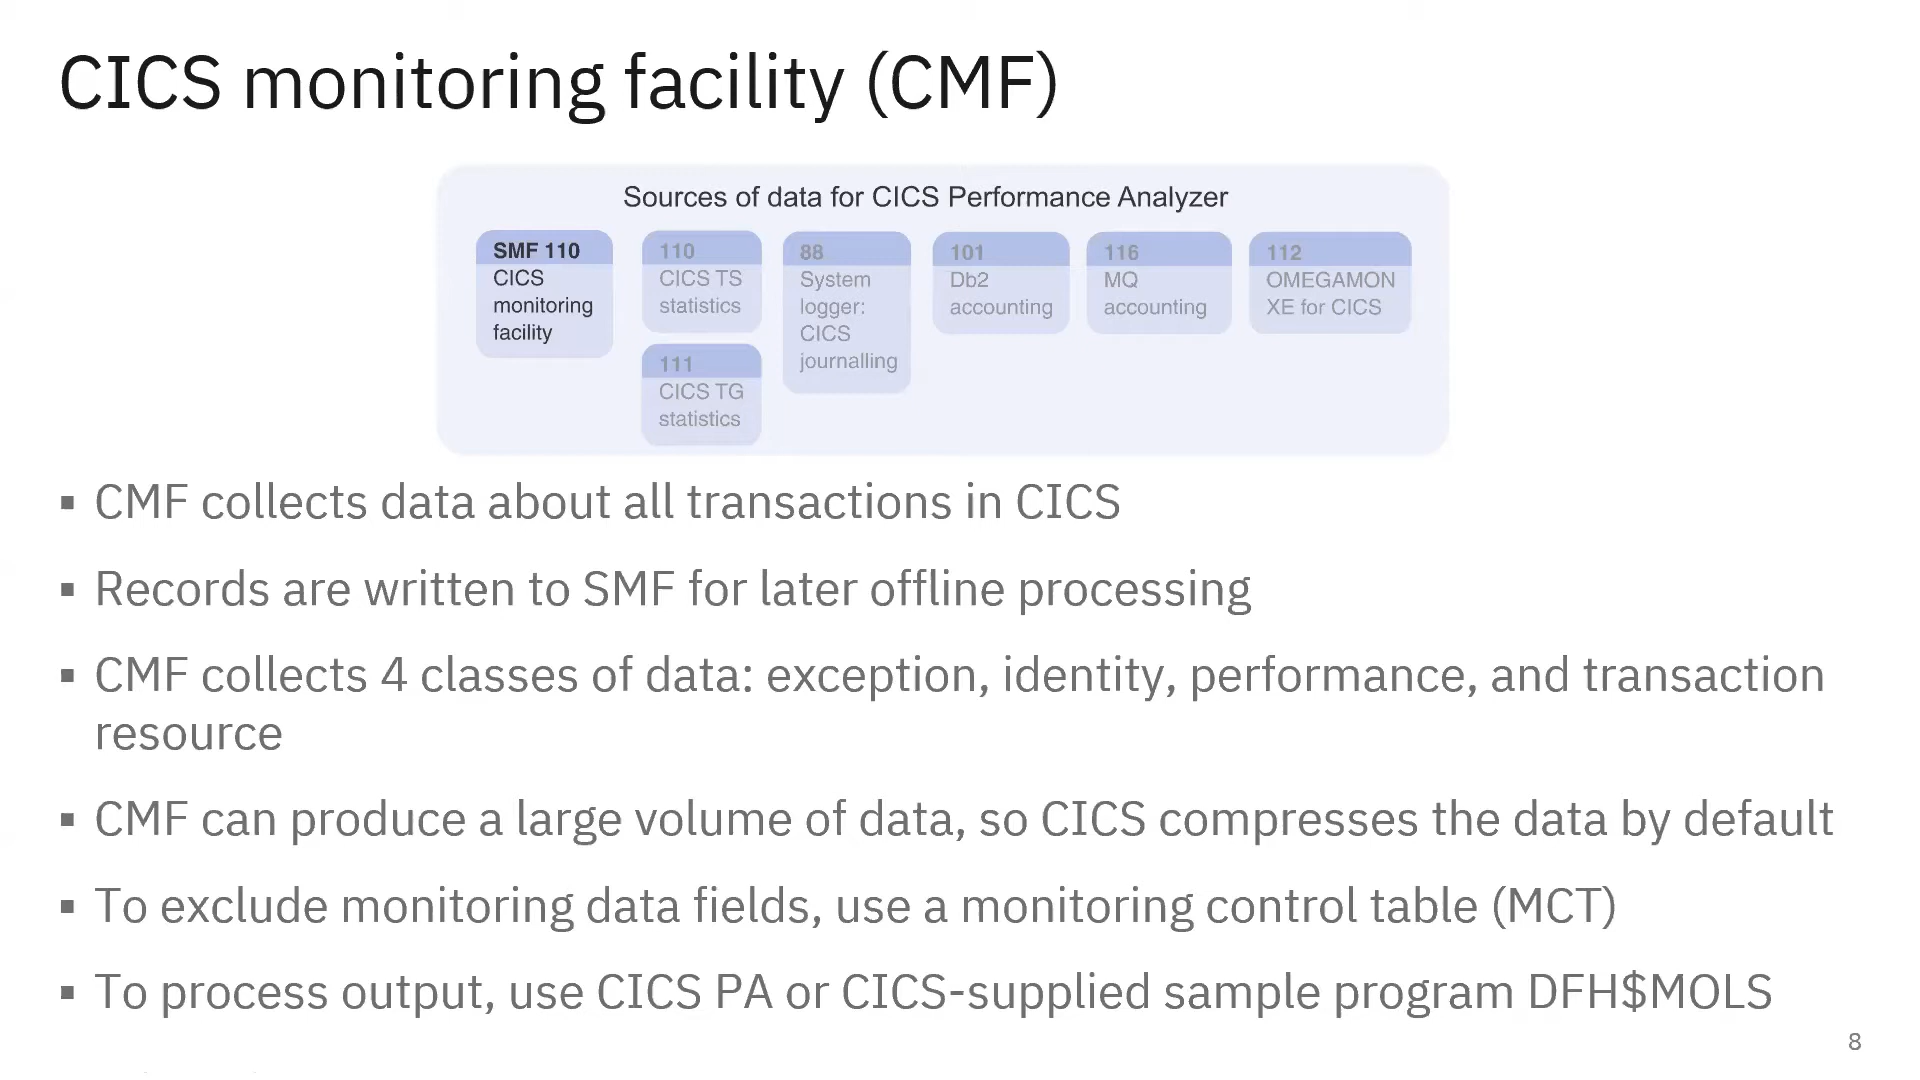 CICS monitoring facility (CMF)
Sources of data for CICS Performance Analyzer
SMF 110
CICS
monitoring
facility
110
CICS TS
statistics
111
CICS TG
statistics
88
System
logger:
CICS
journalling
101
Db2
accounting
116
MQ
accounting
112
OMEGAMON
XE for CICS
▪ CMF collects data about all transactions in CICS
▪ Records are written to SMF for later offline processing
▪ CMF collects 4 classes of data: exception, identity, performance, and transaction
resource
▪ CMF can produce a large volume of data, so CICS compresses the data by default
▪ To exclude monitoring data fields, use a monitoring control table (MCT)
▪ To process output, use CICS PA or CICS-supplied sample program DFH$MOLS
8